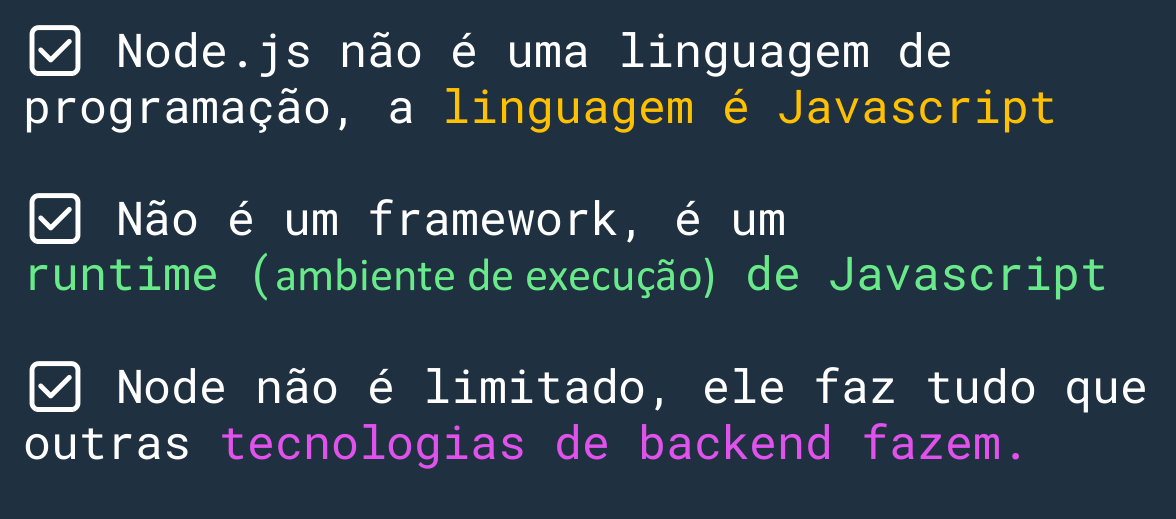 Node.js não é uma linguagem de
programação, a linguagem é Javascript
Não é um framework, é um
runtime (ambiente de execução) de Javascript
Node não é limitado, ele faz tudo que
outras tecnologias de backend fazem.